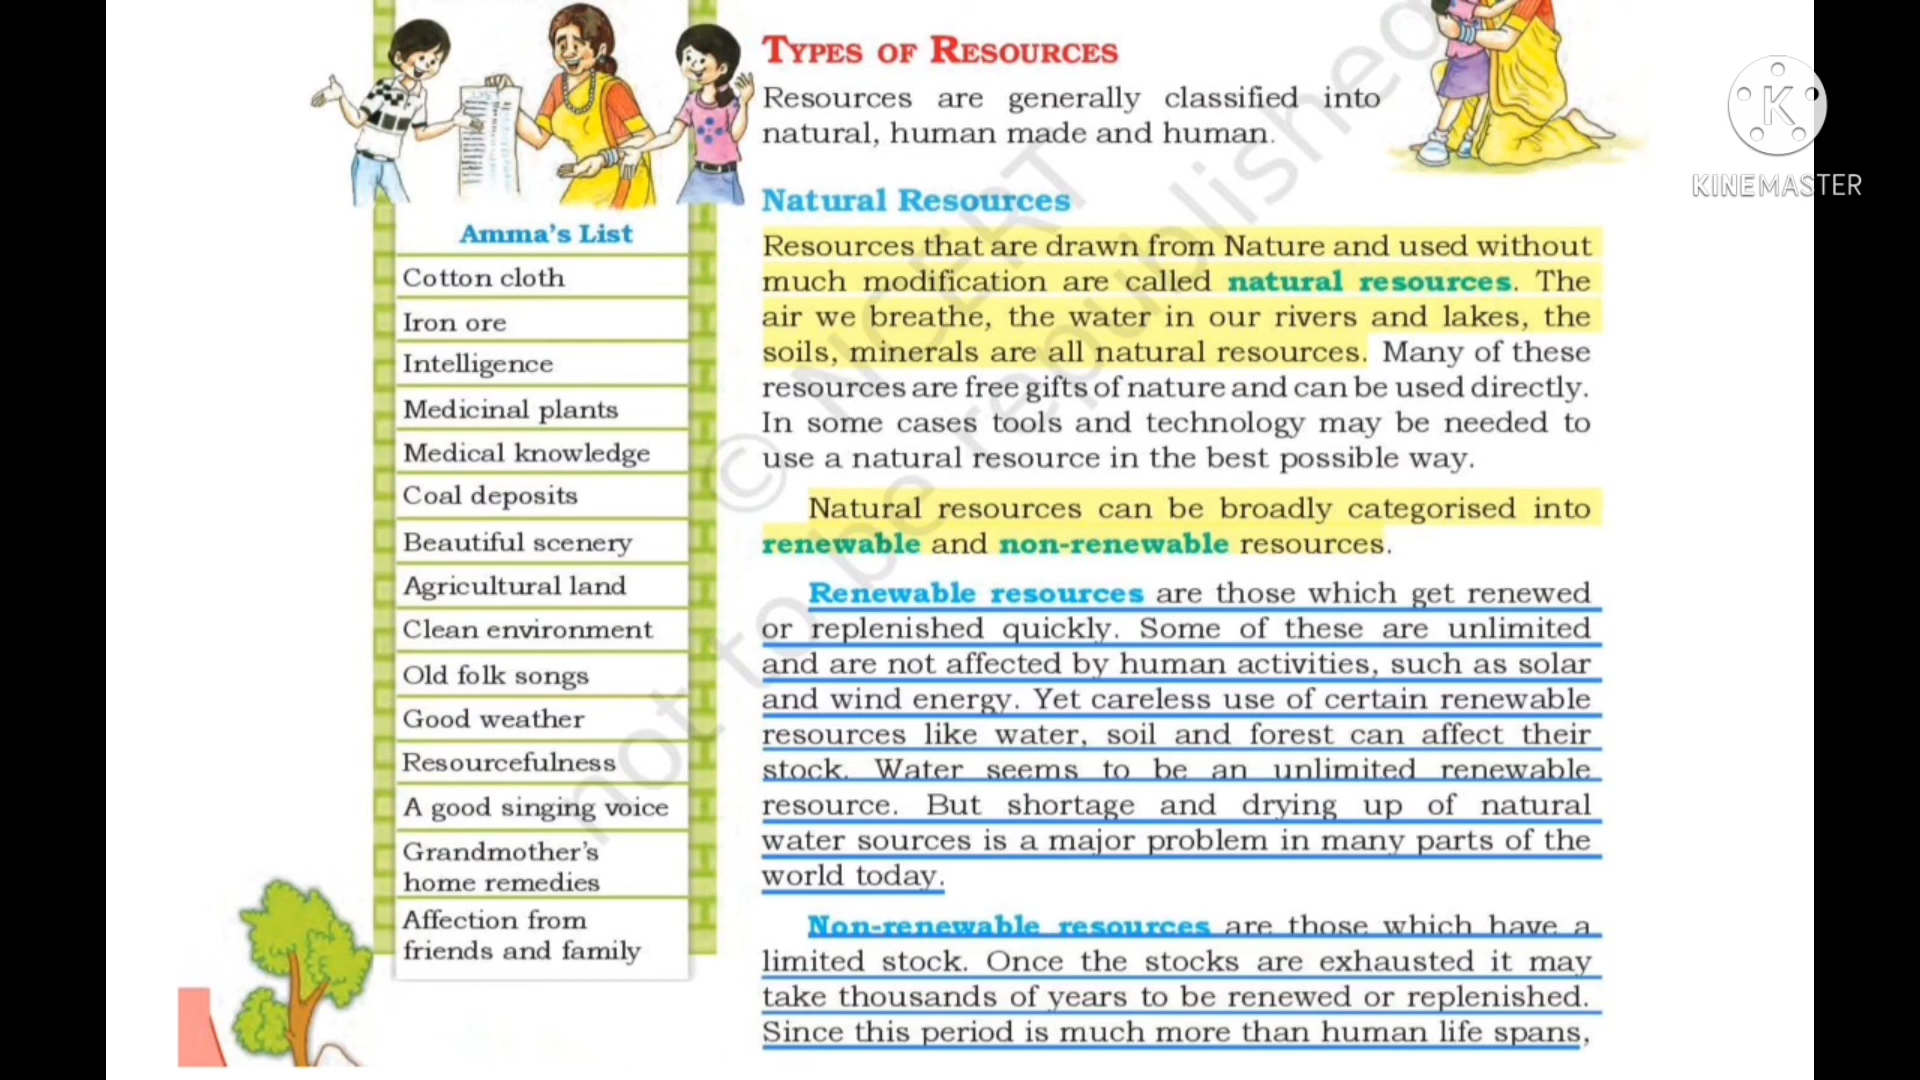 Amma's List
Cotton cloth
Iron ore
Intelligence
Medicinal plants
Medical knowledge
Coal deposits
Beautiful scenery
Agricultural land
Clean environment
Old folk songs
Good weather
Resourcefulness
A good singing voice
Grandmother's
home remedies
Affection from
friends and family
TYPES OF RESOURCES
Resources are generally classified into
natural, human made and human.
Natural Resources
Resources that are drawn from Nature and used without
much modification are called natural resources. The
air we breathe, the water in our rivers and lakes, the
soils, minerals are all natural resources. Many of these
resources are free gifts of nature and can be used directly.
In some cases tools and technology may be needed to
use a natural resource in the best possible way.
Natural resources can be broadly categorised into
renewable and non-renewable resources.
Renewable resources are those which get renewed
or replenished quickly. Some of these are unlimited
and are not affected by human activities, such as solar
and wind energy. Yet careless use of certain renewable
resources like water, soil and forest can affect their
stock. Water seems to be an unlimited renewable
resource. But shortage and drying up of natural
water sources is a major problem in many parts of the
world today.
Non-renewable resources are those which have a
limited stock. Once the stocks are exhausted it may
take thousands of years to be renewed or replenished.
Since this period is much more than human life spans,
© NCERT
not to be republished
K
KINEMASTER